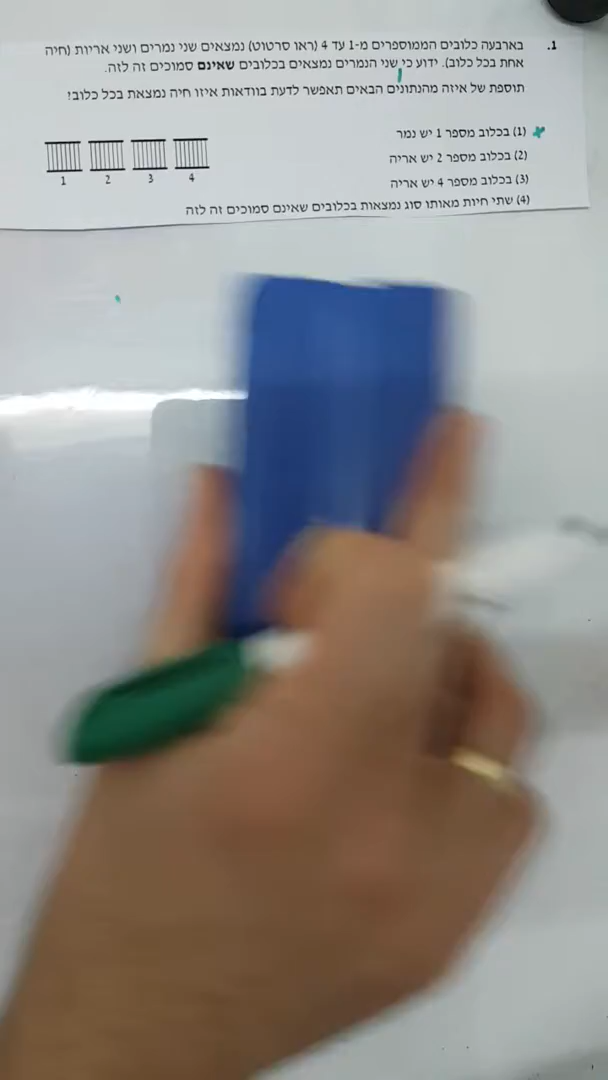 1. בארבעה כלובים הממוספרים מ-1 עד 4 (ראו סרטוט) נמצאים שני נמרים ושני אריות (חיה
אחת בכל כלוב). ידוע כי שני הנמרים נמצאים בכלובים שאינם סמוכים זה לזה.
תוספת של איזה מהנתונים הבאים תאפשר לדעת בוודאות איזו חיה נמצאת בכל כלוב?
(1) בכלוב מספר 1 יש נמר
(2) בכלוב מספר 2 יש אריה
(3) בכלוב מספר 4 יש אריה
(4) שתי חיות מאותו סוג נמצאות בכלובים שאינם סמוכים זה לזה
1 2 3 4